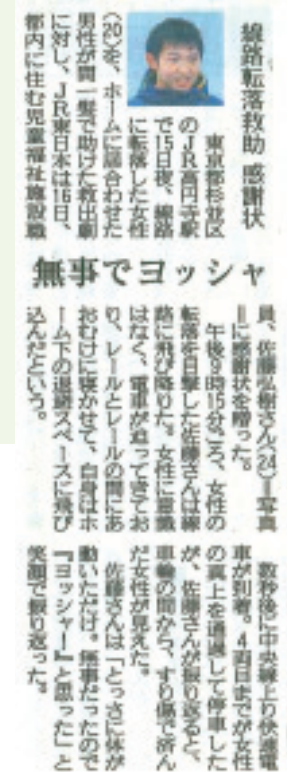 線路転落救助 感謝状
無事でヨッシャ
東京都杉並区
のJR高円寺駅
で15日夜、線路
に転落した女性
(20)を、ホームに居合わせた
男性が間一髪で助けた救出劇
に対し、JR東日本は16日、
都内に住む児童福祉施設職
員、佐藤弘樹さん(24)=写真
=に感謝状を贈った。
午後9時15分ごろ、女性の
転落を目撃した佐藤さんは線
路に飛び降りた。女性に意識
はなく、電車が迫ってきてお
り、レールとレールの間にあ
おむけに寝かせて、自身はホ
ーム下の退避スペースに飛び
込んだという。
数秒後に中央線上り快速電
車が到着。4両目までが女性
の真上を通過して停車した
が、佐藤さんが振り返ると、
車輪の間から、すり傷で済ん
だ女性が見えた。
佐藤さんは「とっさに体が
動いただけ。無事だったので
『ヨッシャー』と思った」と
笑顔で振り返った。